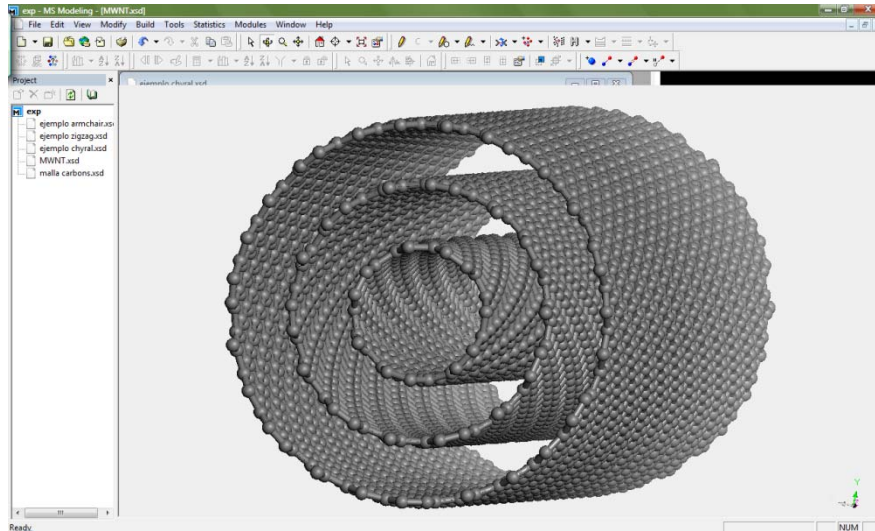 exp - MS Modeling - [MWNT.xsd]
File Edit View Modify Build Tools Statistics Modules Window Help
Project
ejemplo chyral.xsd
exp
ejemplo armchair.xs
ejemplo zigzag.xsd
ejemplo chyral.xsd
MWNT.xsd
malla carbons.xsd
Y
Ready
NUM